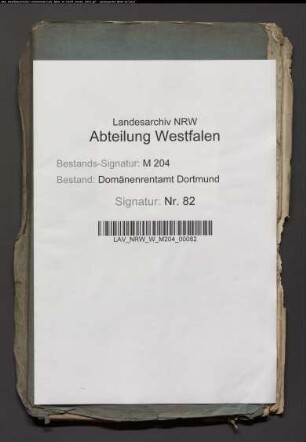 Landesarchiv NRW
Abteilung Westfalen
Bestands-Signatur: M 204
Bestand: Domänenrentamt Dortmund
Signatur: Nr. 82
LAV_NRW_W_M204_00082